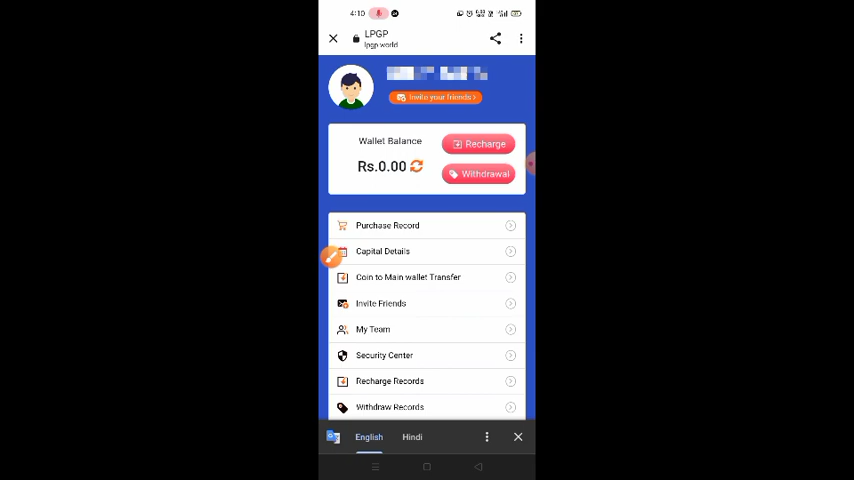 4:10
LPGP
lpgp world
Invite your friends >
Wallet Balance
Recharge
Rs.0.00
Withdrawal
Purchase Record
Capital Details
Coin to Main wallet Transfer
Invite Friends
My Team
Security Center
Recharge Records
Withdraw Records
English Hindi